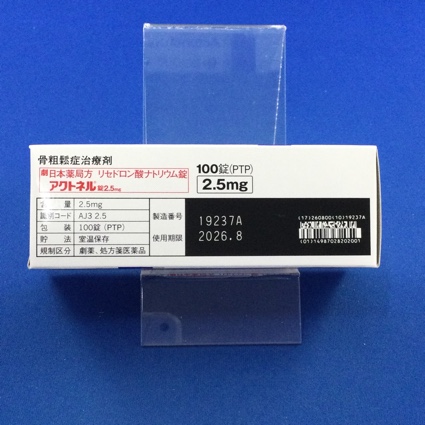 骨粗鬆症治療剤
劇 日本薬局方 リセドロン酸ナトリウム錠
アクトネル錠2.5mg
100錠(PTP)
2.5mg
含 量 2.5mg
識別コード AJ3 2.5
包 装 100錠(PTP)
貯 法 室温保存
規制区分 劇薬、処方箋医薬品
製造番号 19237A
使用期限 2026.8
(17)260800(10)19237A
(01)14987028202001